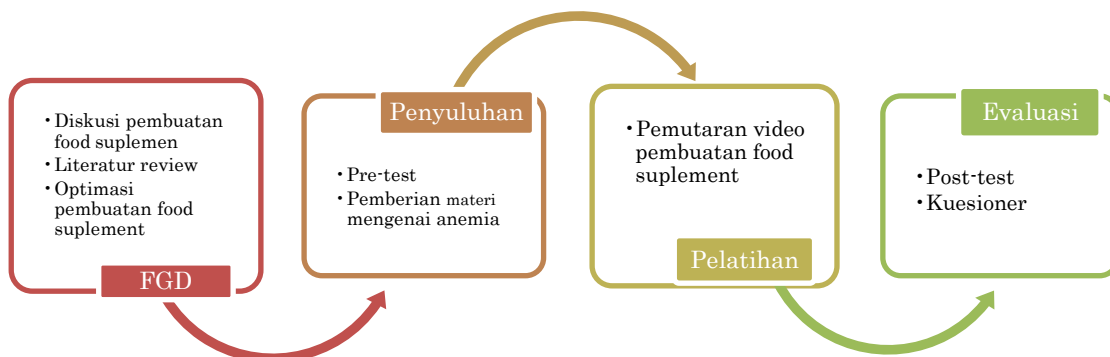 • Diskusi pembuatan
food suplemen
• Literatur review
• Optimasi
pembuatan food
suplement
FGD
Penyuluhan
• Pre-test
• Pemberian materi
mengenai anemia
• Pemutaran video
pembuatan food
suplement
Pelatihan
Evaluasi
• Post-test
• Kuesioner